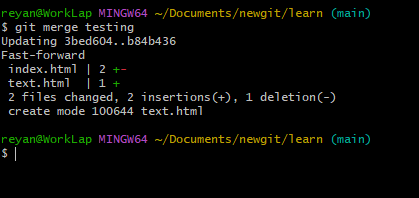 reyan@WorkLap MINGW64 ~/Documents/newgit/learn (main)
$ git merge testing
Updating 3bed604..b84b436
Fast-forward
 index.html | 2 +-
 text.html  | 1 +
 2 files changed, 2 insertions(+), 1 deletion(-)
 create mode 100644 text.html

reyan@WorkLap MINGW64 ~/Documents/newgit/learn (main)
$